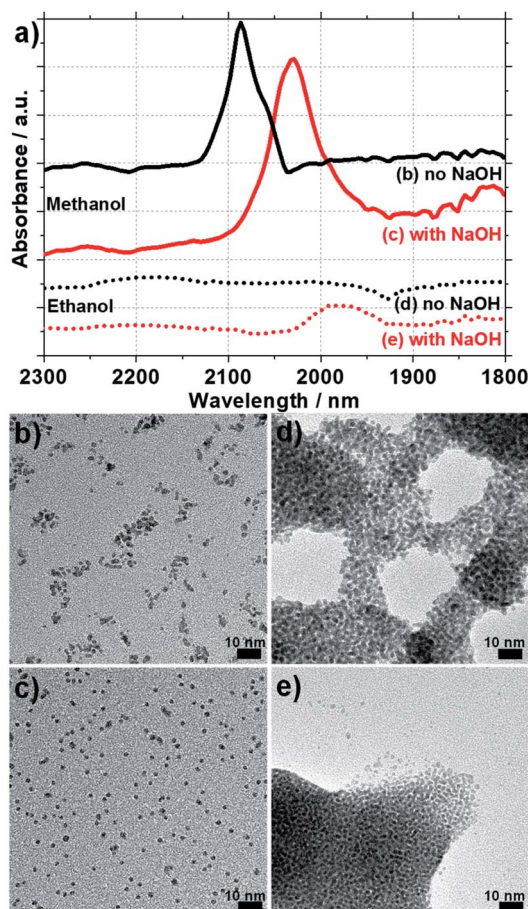 a)
Absorbance / a.u.
(b) no NaOH
Methanol
(c) with NaOH
Ethanol
(d) no NaOH
(e) with NaOH
2300 2200 2100 2000 1900 1800
Wavelength / nm
b)
10 nm
d)
10 nm
c)
10 nm
e)
10 nm